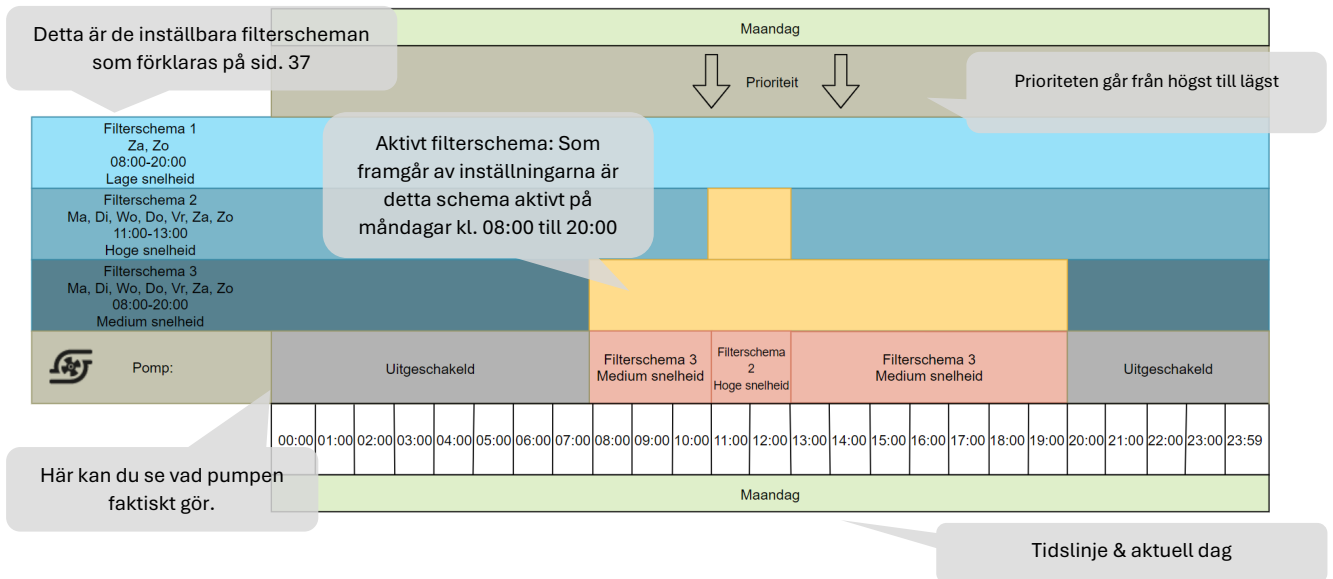 Maandag
Detta är de inställbara filterscheman
som förklaras på sid. 37
Prioriteit
Prioriteten går från högst till lägst
Filterschema 1
Za, Zo
08:00-20:00
Lage snelheid
Aktivt filterschema: Som
framgår av inställningarna är
detta schema aktivt på
måndagar kl. 08:00 till 20:00
Filterschema 2
Ma, Di, Wo, Do, Vr, Za, Zo
11:00-13:00
Hoge snelheid
Filterschema 3
Ma, Di, Wo, Do, Vr, Za, Zo
08:00-20:00
Medium snelheid
Pomp:
Uitgeschakeld
Filterschema 3
Medium snelheid
Filterschema
2
Hoge snelheid
Filterschema 3
Medium snelheid
Uitgeschakeld
00:00 01:00 02:00 03:00 04:00 05:00 06:00 07:00 08:00 09:00 10:00 11:00 12:00 13:00 14:00 15:00 16:00 17:00 18:00 19:00 20:00 21:00 22:00 23:00 23:59
Här kan du se vad pumpen
faktiskt gör.
Maandag
Tidslinje & aktuell dag